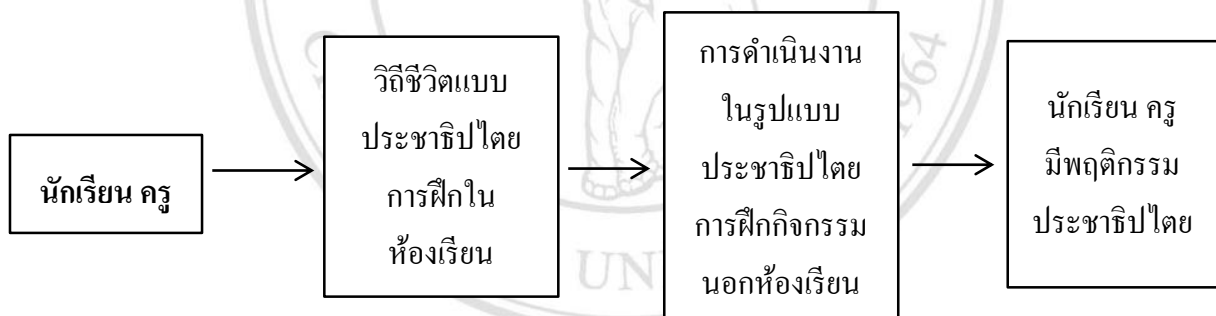 นักเรียน ครู
วิถีชีวิตแบบ
ประชาธิปไตย
การฝึกใน
ห้องเรียน
การดำเนินงาน
ในรูปแบบ
ประชาธิปไตย
การฝึกกิจกรรม
นอกห้องเรียน
นักเรียน ครู
มีพฤติกรรม
ประชาธิปไตย
UN
1964